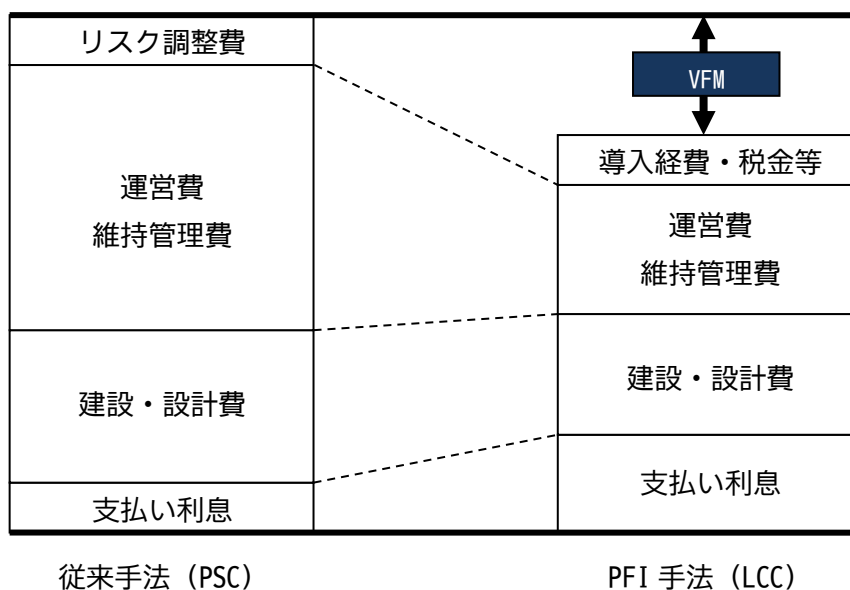 リスク調整費
運営費
維持管理費
建設・設計費
支払い利息
従来手法 (PSC)
VFM
導入経費・税金等
運営費
維持管理費
建設・設計費
支払い利息
PFI 手法 (LCC)